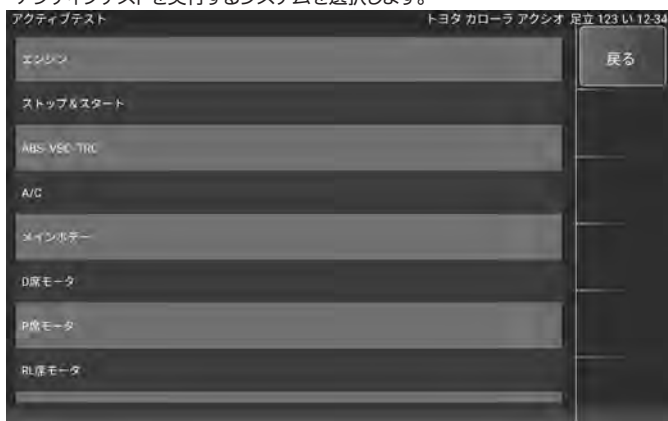 アクティブテストを実行するシステムを選択します。
アクティブテスト トヨタ カローラ アクシオ 足立 123 い 12-34
エンジン 戻る
ストップ&スタート
ABS・VSC・TRC
A/C
メインボデー
D席モータ
P席モータ
RL席モータ